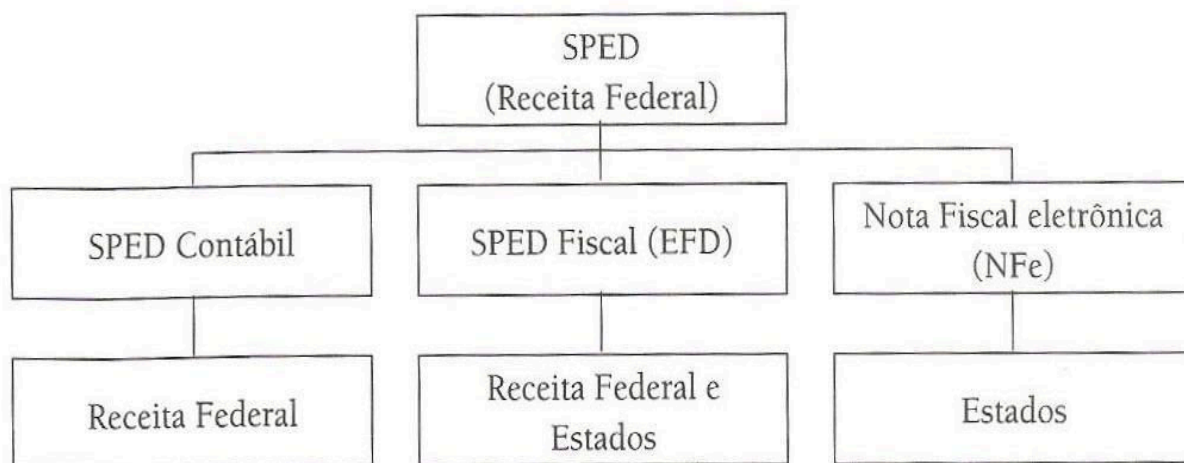 SPED
(Receita Federal)
SPED Contábil
SPED Fiscal (EFD)
Nota Fiscal eletrônica
(NFe)
Receita Federal
Receita Federal e
Estados
Estados